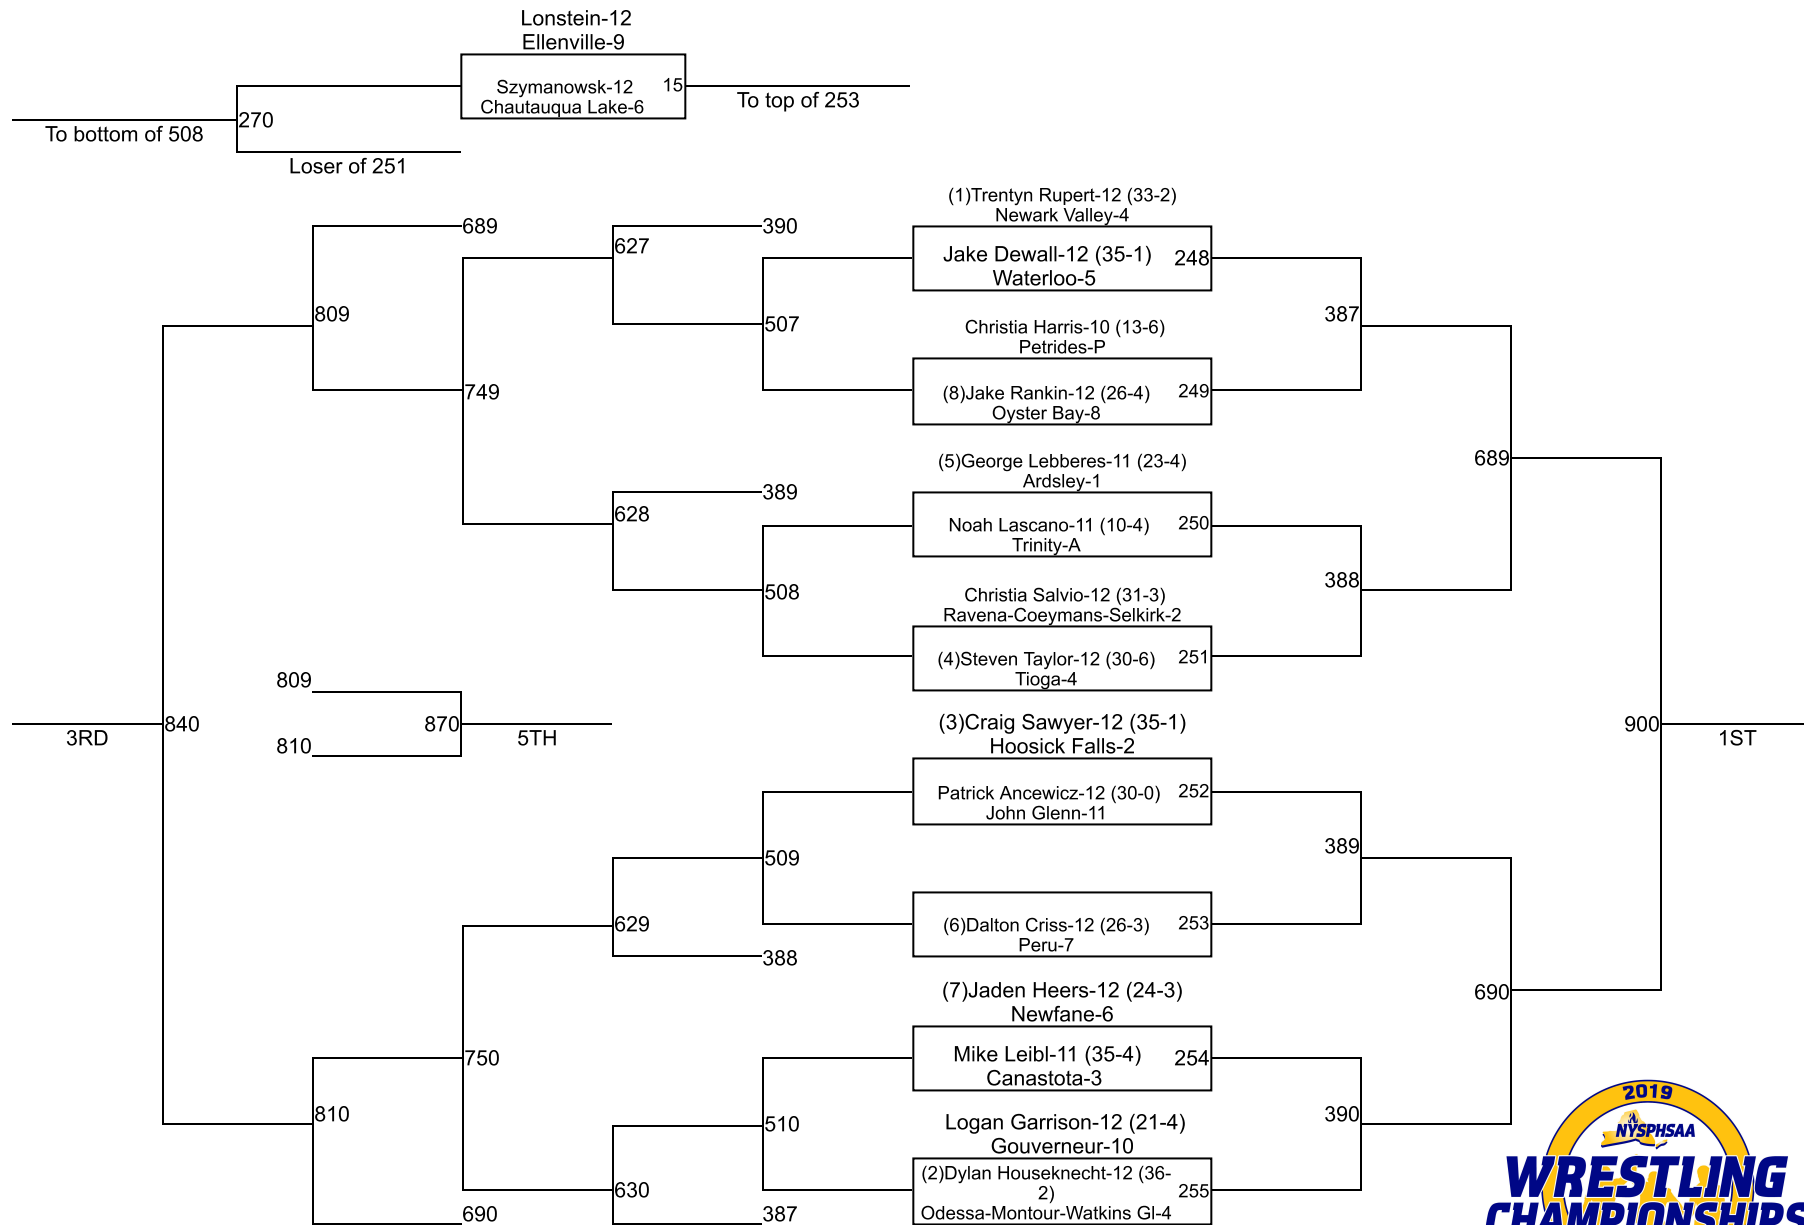 Lonstein-12
Ellenville-9
Szymanowsk-12
Chautauqua Lake-6
15
To top of 253
270
To bottom of 508
Loser of 251
(1)Trentyn Rupert-12 (33-2)
Newark Valley-4
689
390
627
Jake Dewall-12 (35-1)
Waterloo-5
248
809
507
387
Christia Harris-10 (13-6)
Petrides-P
749
(8)Jake Rankin-12 (26-4)
Oyster Bay-8
249
689
(5)George Lebberes-11 (23-4)
Ardsley-1
389
628
Noah Lascano-11 (10-4)
Trinity-A
250
508
388
Christia Salvio-12 (31-3)
Ravena-Coeymans-Selkirk-2
(4)Steven Taylor-12 (30-6)
Tioga-4
251
809
840
3RD
870
5TH
810
(3)Craig Sawyer-12 (35-1)
Hoosick Falls-2
900
1ST
Patrick Ancewicz-12 (30-0)
John Glenn-11
252
509
389
629
(6)Dalton Criss-12 (26-3)
Peru-7
253
388
(7)Jaden Heers-12 (24-3)
Newfane-6
690
750
Mike Leibl-11 (35-4)
Canastota-3
254
810
510
390
Logan Garrison-12 (21-4)
Gouverneur-10
630
(2)Dylan Houseknecht-12 (36-
2)
Odessa-Montour-Watkins Gl-4
255
690
387
2019
NYSPHSAA
WRESTLING
CHAMPIONSHIPS